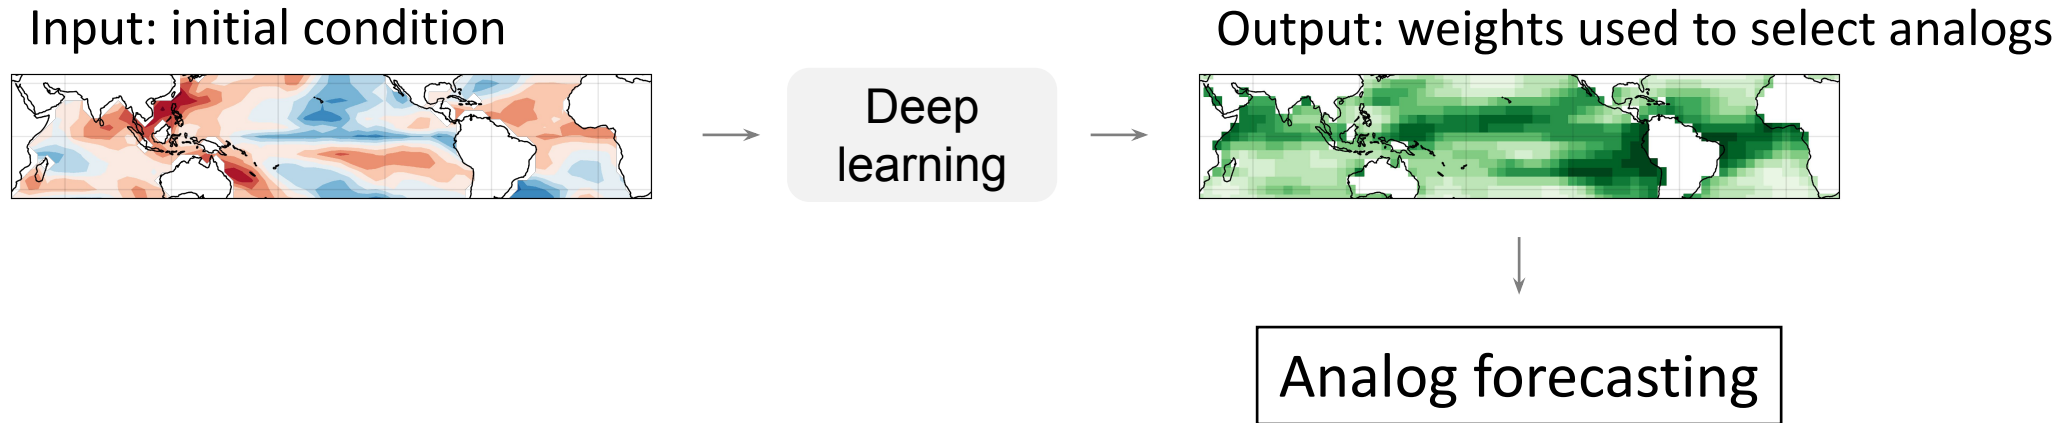 Input: initial condition
Output: weights used to select analogs
Deep
learning
Analog forecasting